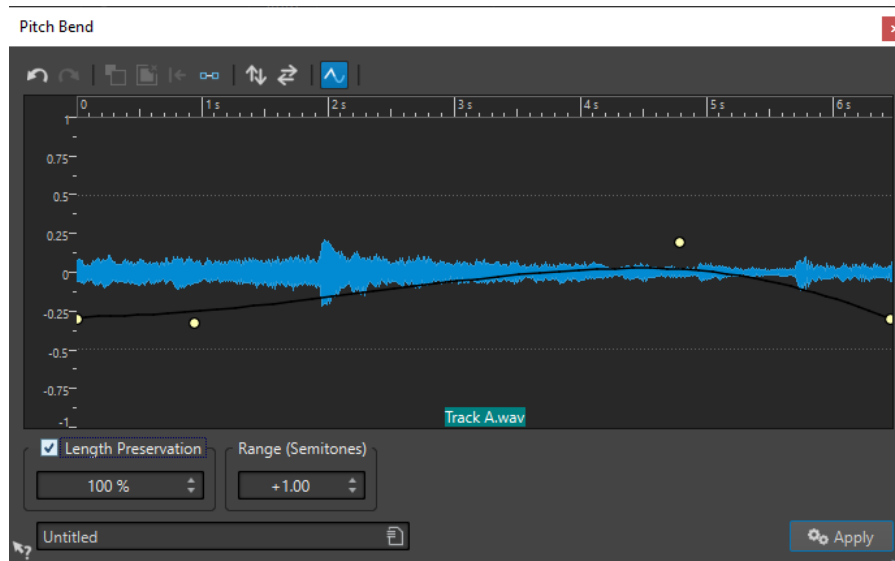 Pitch Bend
0 1 s 2 s 3 s 4 s 5 s 6 s
1
0.75
0.5
0.25
0
-0.25
-0.5
-0.75
-1
Track A.wav
Length Preservation Range (Semitones)
100 % +1.00
Untitled Apply